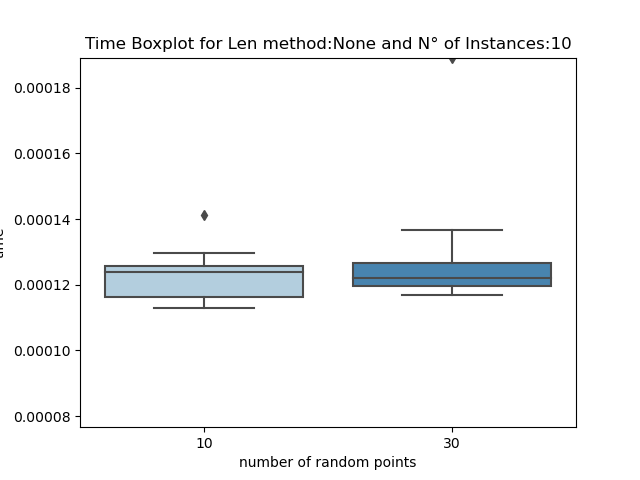 Time Boxplot for Len method:None and N° of Instances:10
0.00018
0.00016
0.00014
0.00012
0.00010
0.00008
time
10
30
number of random points